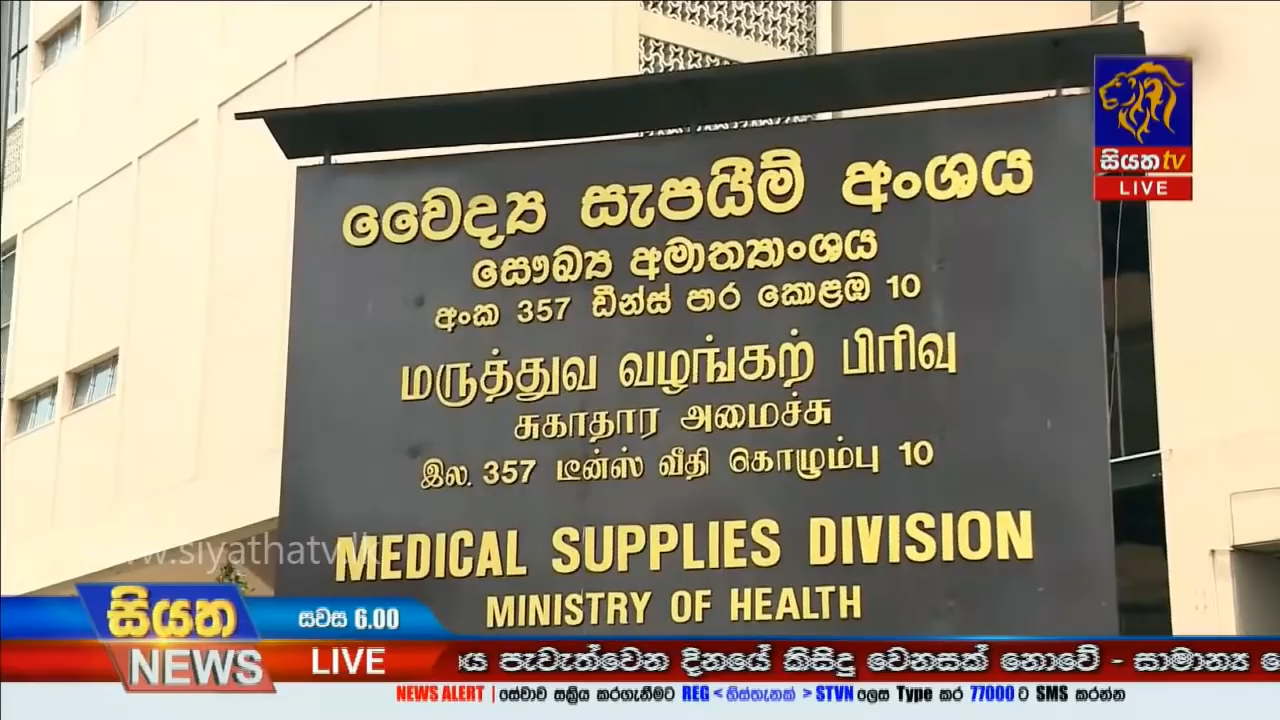 සියත tv
LIVE
වෛද්‍ය සැපයීම් අංශය
සෞඛ්‍ය අමාත්‍යාංශය
අංක 357 ඩීන්ස් පාර කොළඹ 10
மருத்துவ வழங்கற் பிரிவு
சுகாதார அமைச்சு
இல. 357 டீன்ஸ் வீதி கொழும்பு 10
MEDICAL SUPPLIES DIVISION
MINISTRY OF HEALTH
www.siyathatv.lk
සියත
NEWS
සවස 6.00
LIVE
පැවැත්වෙන දිනයේ කිසිදු වෙනසක් නොවේ - සාමාන්‍ය
NEWS ALERT | සේවාව සක්‍රිය කරගැනීමට REG < හිස්තැනක් > STVN ලෙස Type කර 77000 ට SMS කරන්න